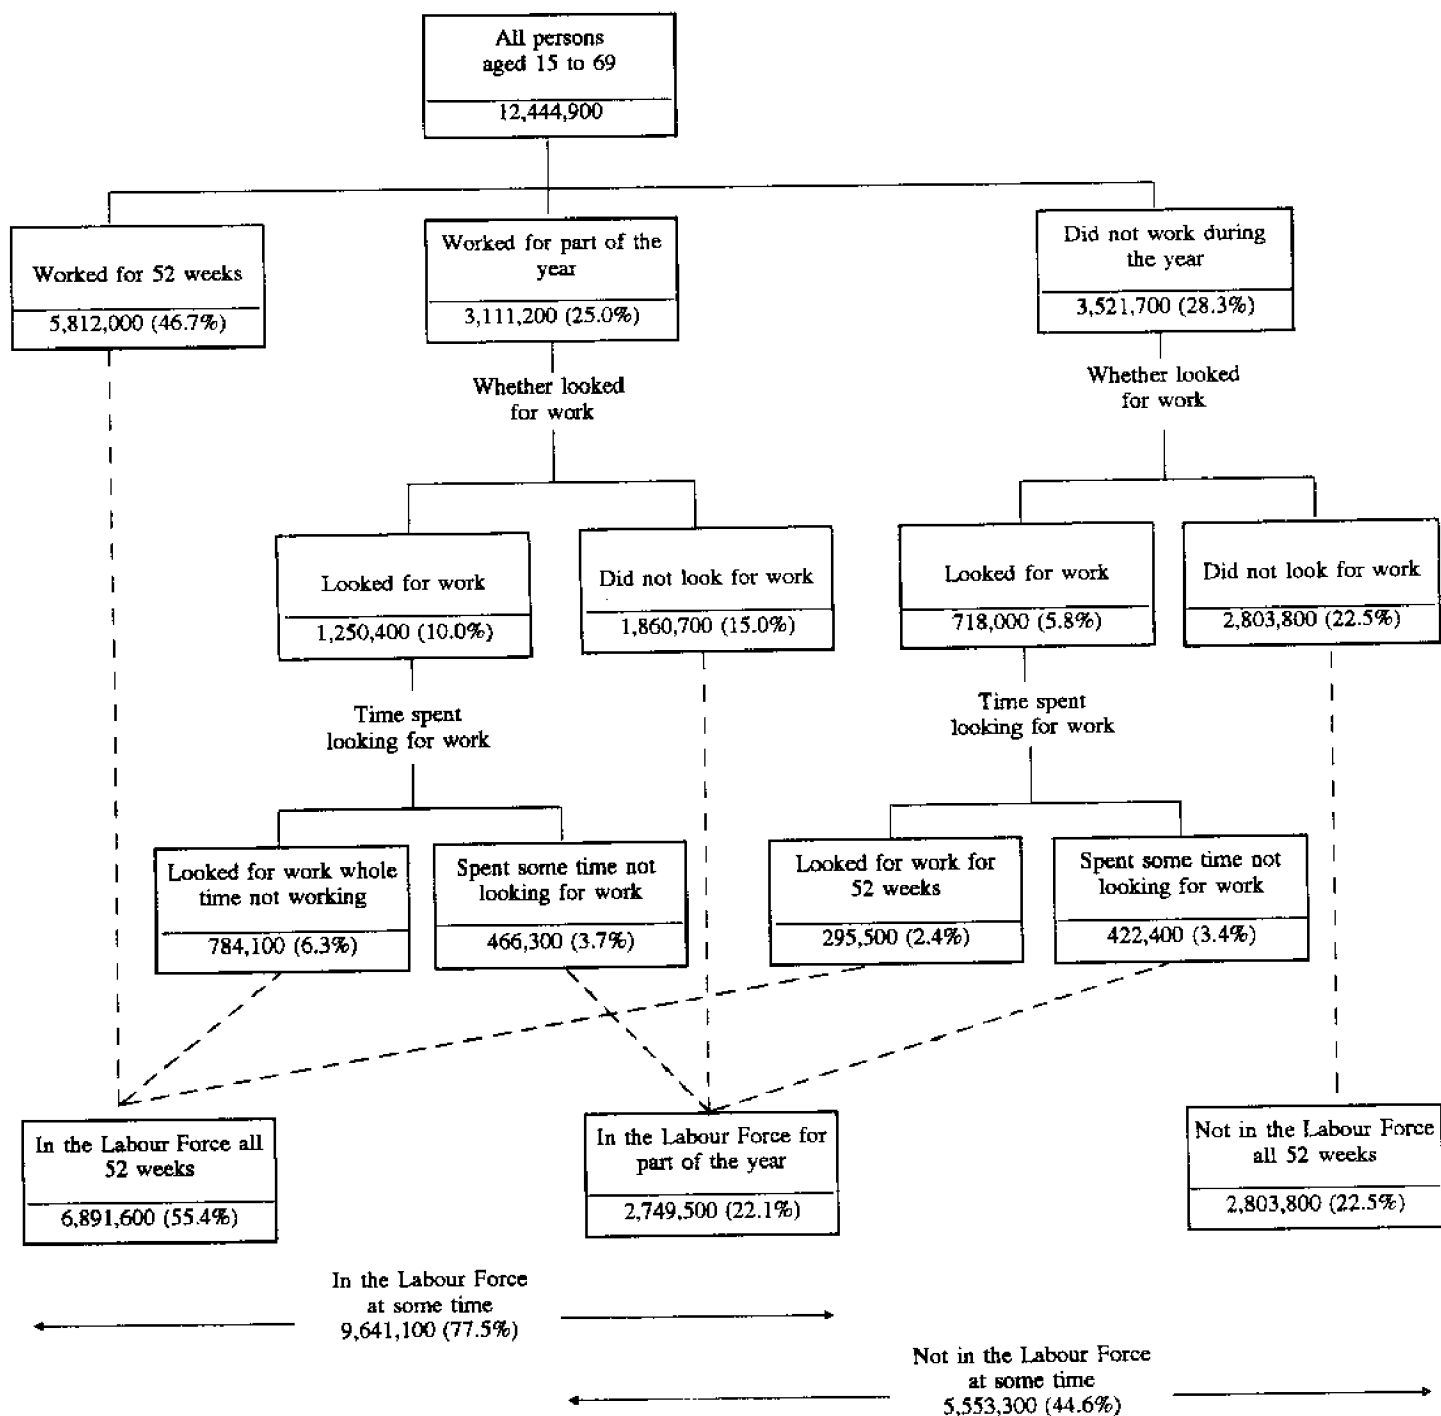 All persons
aged 15 to 69
12,444,900
Worked for 52 weeks
5,812,000 (46.7%)
Worked for part of the
year
3,111,200 (25.0%)
Did not work during
the year
3,521,700 (28.3%)
Whether looked
for work
Whether looked
for work
Looked for work
1,250,400 (10.0%)
Did not look for work
1,860,700 (15.0%)
Looked for work
718,000 (5.8%)
Did not look for work
2,803,800 (22.5%)
Time spent
looking for work
Time spent
looking for work
Looked for work whole
time not working
784,100 (6.3%)
Spent some time not
looking for work
466,300 (3.7%)
Looked for work for
52 weeks
295,500 (2.4%)
Spent some time not
looking for work
422,400 (3.4%)
In the Labour Force all
52 weeks
6,891,600 (55.4%)
In the Labour Force for
part of the year
2,749,500 (22.1%)
Not in the Labour Force
all 52 weeks
2,803,800 (22.5%)
In the Labour Force
at some time
9,641,100 (77.5%)
Not in the Labour Force
at some time
5,553,300 (44.6%)